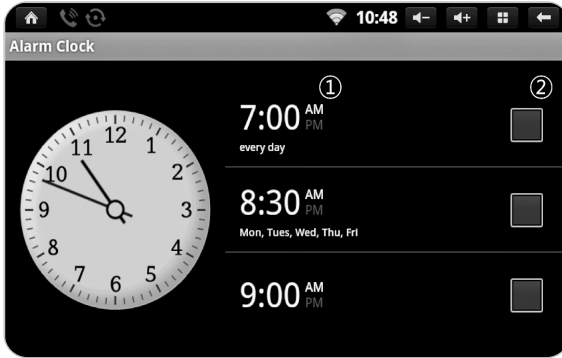 10:48
Alarm Clock
① ②
7:00 AM PM
every day
8:30 AM PM
Mon, Tues, Wed, Thu, Fri
9:00 AM PM
12
11 1
10 2
9 3
8 4
7 5
6